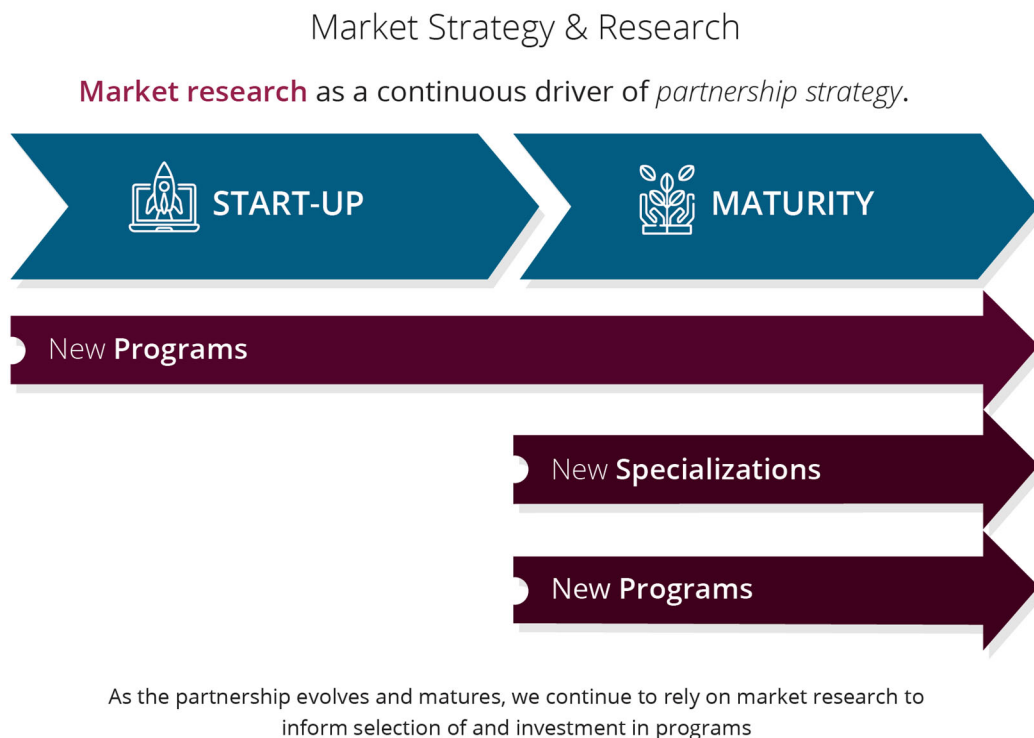 Market Strategy & Research
Market research as a continuous driver of partnership strategy.
START-UP
MATURITY
New Programs
New Specializations
New Programs
As the partnership evolves and matures, we continue to rely on market research to
inform selection of and investment in programs